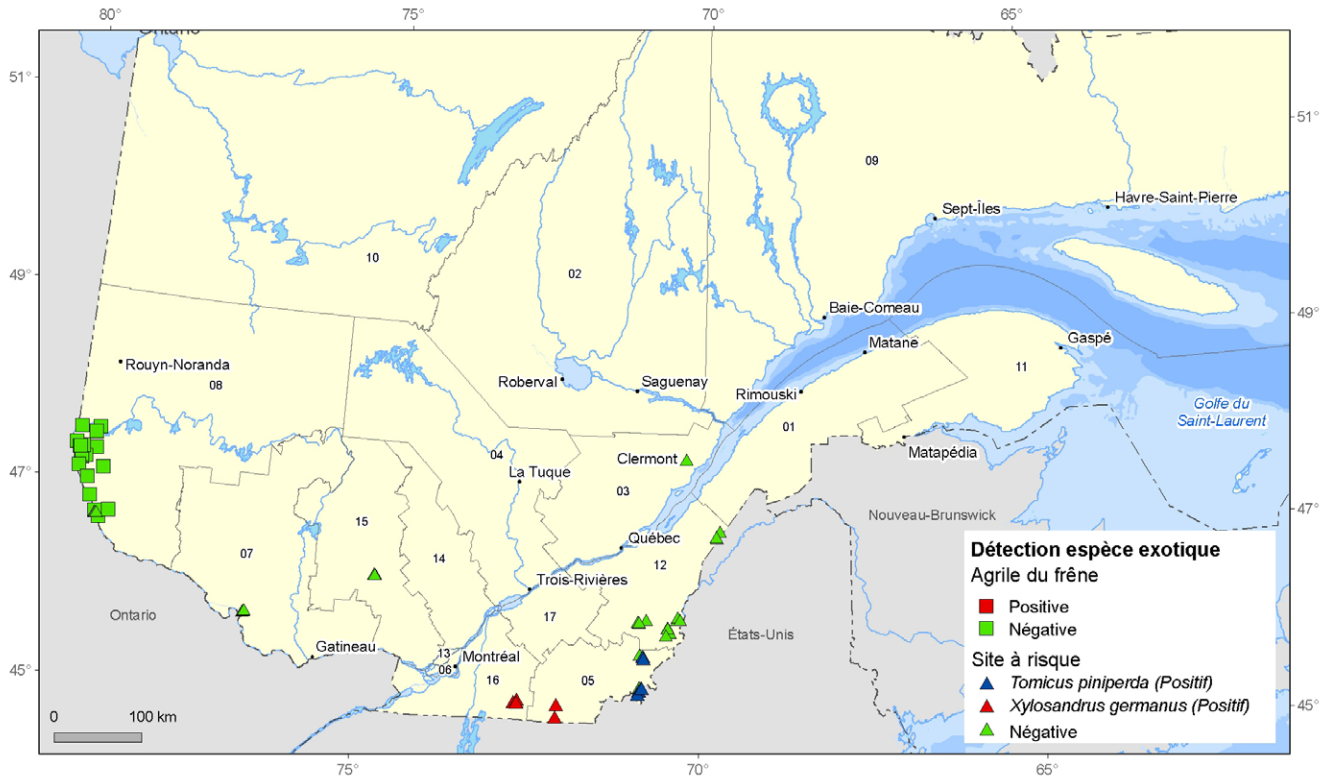 80°
75°
70°
65°
Ontario
51°
51°
09
Havre-Saint-Pierre
Sept-Îles
10
02
49°
49°
Baie-Comeau
Matane
Gaspé
Rouyn-Noranda
08
Roberval
Saguenay
11
Rimouski
01
Golfe du
Saint-Laurent
04
Clermont
Matapédia
47°
La Tuque
03
47°
Nouveau-Brunswick
15
07
14
Québec
12
Trois-Rivières
17
Ontario
États-Unis
Gatineau
13
06
Montréal
45°
16
05
45°
0
100 km
Détection espèce exotique
Agrile du frêne
Positive
Négative
Site à risque
Tomicus piniperda (Positif)
Xylosandrus germanus (Positif)
Négative
75°
70°
65°